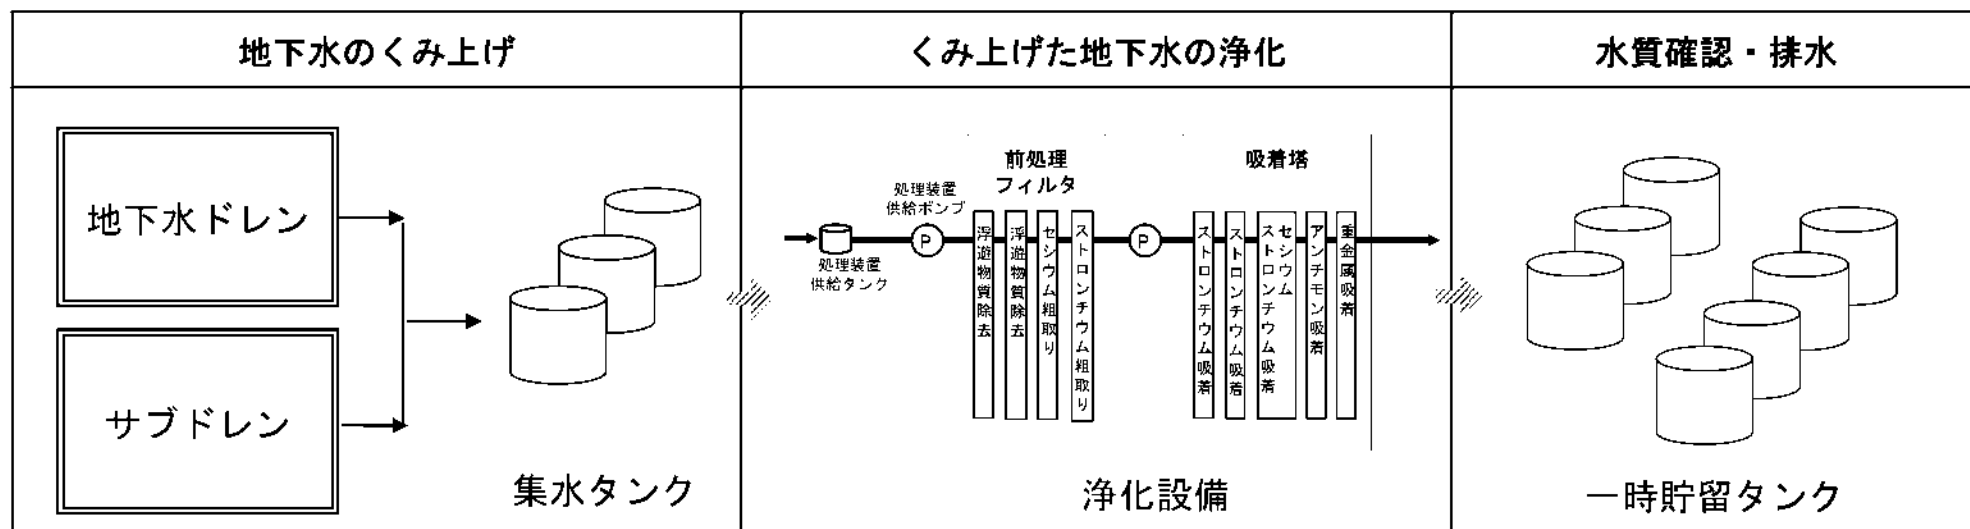 地下水のくみ上げ
くみ上げた地下水の浄化
水質確認・排水
地下水ドレン
サブドレン
集水タンク
処理装置
供給タンク
処理装置
供給ポンプ
P
前処理
フィルタ
浮遊物質除去
浮遊物質除去
セシウム粗取り
ストロンチウム粗取り
P
吸着塔
ストロンチウム吸着
ストロンチウム吸着
セシウム
ストロンチウム吸着
アンチモン吸着
重金属吸着
浄化設備
一時貯留タンク